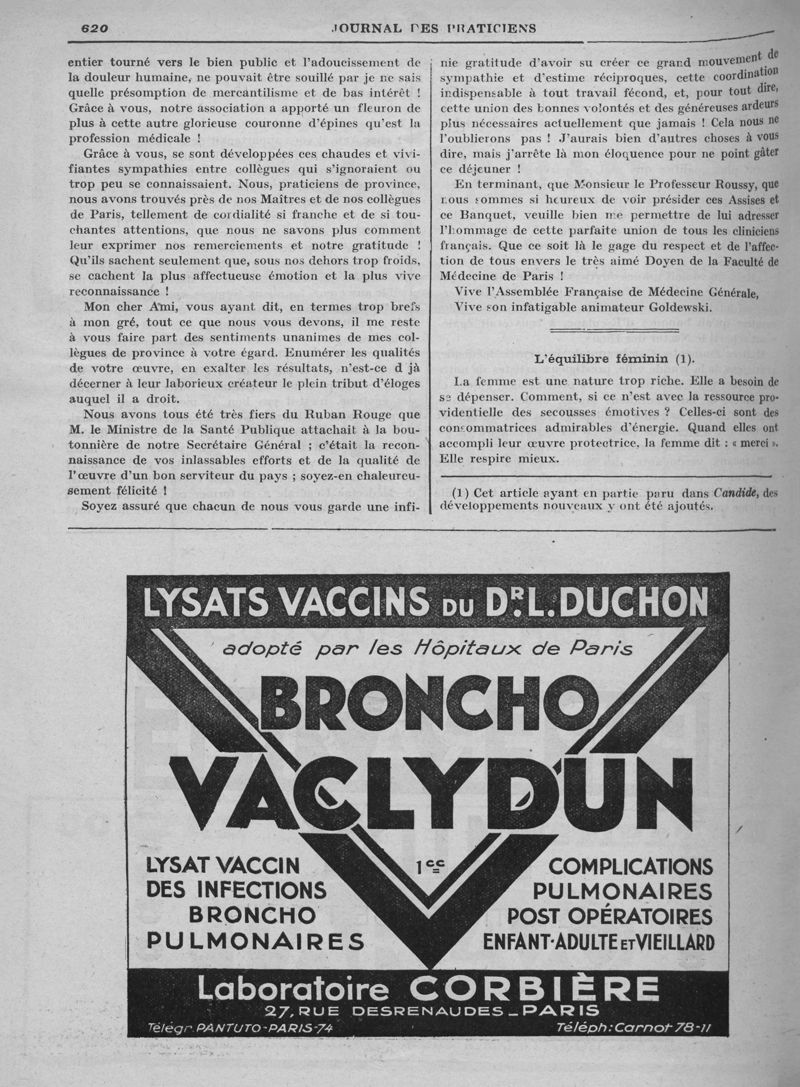 620
JOURNAL DES PRATICIENS
entier tourné vers le bien public et l'adoucissement de
la douleur humaine, ne pouvait être souillé par je ne sais
quelle présomption de mercantilisme et de bas intérêt !
Grâce à vous, notre association a apporté un fleuron de
plus à cette autre glorieuse couronne d'épines qu'est la
profession médicale !
Grâce à vous, se sont développées ces chaudes et vivi-
fiantes sympathies entre collègues qui s'ignoraient ou
trop peu se connaissaient. Nous, praticiens de province,
nous avons trouvés près de nos Maîtres et de nos collègues
de Paris, tellement de cordialité si franche et de si tou-
chantes attentions, que nous ne savons plus comment
leur exprimer nos remerciements et notre gratitude !
Qu'ils sachent seulement que, sous nos dehors trop froids,
se cachent la plus affectueuse émotion et la plus vive
reconnaissance !
Mon cher Ami, vous ayant dit, en termes trop brefs
à mon gré, tout ce que nous vous devons, il me reste
à vous faire part des sentiments unanimes de mes col-
lègues de province à votre égard. Enumérer les qualités
de votre œuvre, en exalter les résultats, n'est-ce d jà
décerner à leur laborieux créateur le plein tribut d'éloges
auquel il a droit.
Nous avons tous été très fiers du Ruban Rouge que
M. le Ministre de la Santé Publique attachait à la bou-
tonnière de notre Secrétaire Général ; c'était la recon-
naissance de vos inlassables efforts et de la qualité de
l'œuvre d'un bon serviteur du pays ; soyez-en chaleureu-
sement félicité !
Soyez assuré que chacun de nous vous garde une infi-
nie gratitude d'avoir su créer ce grand mouvement de
sympathie et d'estime réciproques, cette coordination
indispensable à tout travail fécond, et, pour tout dire,
cette union des bonnes volontés et des généreuses ardeurs
plus nécessaires actuellement que jamais ! Cela nous ne
l'oublierons pas ! J'aurais bien d'autres choses à vous
dire, mais j'arrête là mon éloquence pour ne point gâter
ce déjeuner !
En terminant, que Monsieur le Professeur Roussy, que
nous sommes si heureux de voir présider ces Assises et
ce Banquet, veuille bien me permettre de lui adresser
l'hommage de cette parfaite union de tous les cliniciens
français. Que ce soit là le gage du respect et de l'affec-
tion de tous envers le très aimé Doyen de la Faculté de
Médecine de Paris !
Vive l'Assemblée Française de Médecine Générale,
Vive son infatigable animateur Goldewski.
L'équilibre féminin (1).
La femme est une nature trop riche. Elle a besoin de
se dépenser. Comment, si ce n'est avec la ressource pro-
videntielle des secousses émotives ? Celles-ci sont des
consommatrices admirables d'énergie. Quand elles ont
accompli leur œuvre protectrice, la femme dit : « merci ».
Elle respire mieux.
(1) Cet article ayant en partie paru dans Candide, des
développements nouveaux y ont été ajoutés.
LYSATS VACCINS DU DR. L. DUCHON
adopté par les Hôpitaux de Paris
BRONCHO
VACLYDUN
1cc
LYSAT VACCIN
DES INFECTIONS
BRONCHO
PULMONAIRES
COMPLICATIONS
PULMONAIRES
POST OPÉRATOIRES
ENFANT-ADULTE ET VIEILLARD
Laboratoire CORBIÈRE
27, RUE DESRENAUDES_PARIS
Télégr. PANTUTO-PARIS-74
Téléph: Carnot 78-11